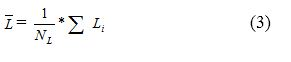 L̅ = 1/N_L * ∑ L_i (3)